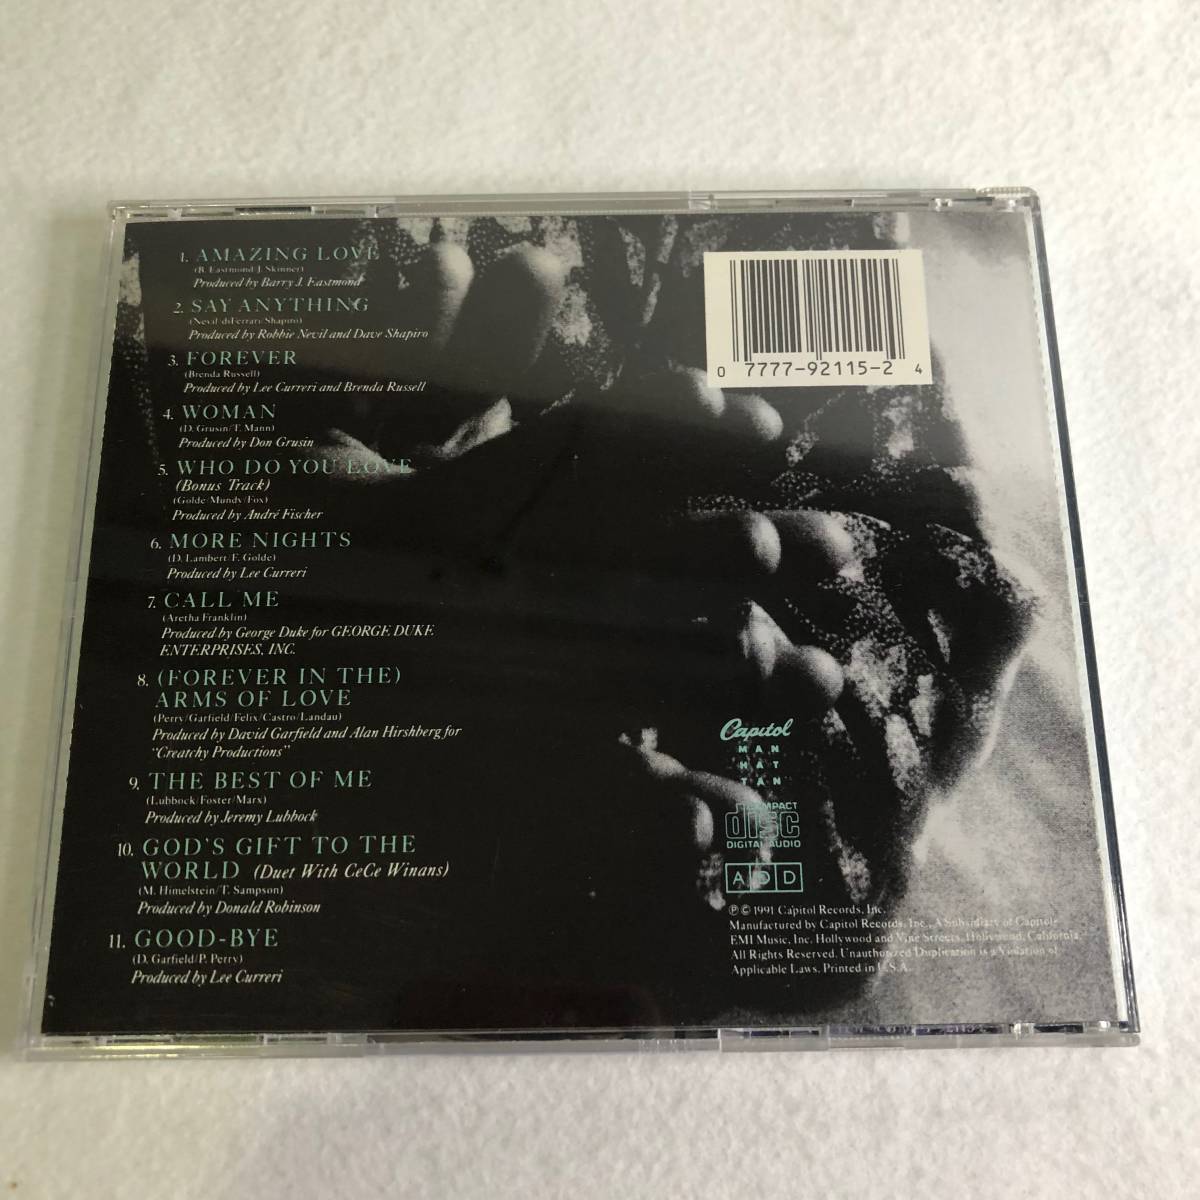 1. AMAZING LOVE
(B. Eastmond/J. Skinner)
Produced by Barry J. Eastmond
2. SAY ANYTHING
(Nevil/diFerrari/Shapiro)
Produced by Robbie Nevil and Dave Shapiro
3. FOREVER
(Brenda Russell)
Produced by Lee Curreri and Brenda Russell
4. WOMAN
(D. Grusin/T. Mann)
Produced by Don Grusin
5. WHO DO YOU LOVE
(Bonus Track)
(Golde/Mundy/Fox)
Produced by André Fischer
6. MORE NIGHTS
(D. Lambert/F. Golde)
Produced by Lee Curreri
7. CALL ME
(Aretha Franklin)
Produced by George Duke for GEORGE DUKE
ENTERPRISES, INC.
8. (FOREVER IN THE)
ARMS OF LOVE
(Perry/Garfield/Felix/Castro/Landau)
Produced by David Garfield and Alan Hirshberg for
"Creatchy Productions"
9. THE BEST OF ME
(Lubbock/Foster/Marx)
Produced by Jeremy Lubbock
10. GOD'S GIFT TO THE
WORLD (Duet With CeCe Winans)
(M. Himelstein/T. Sampson)
Produced by Donald Robinson
11. GOOD-BYE
(D. Garfield/P. Perry)
Produced by Lee Curreri
0 7777-92115-2 4
Capitol
MAN
HAT
TAN
COMPACT
disc
DIGITAL AUDIO
ADD
℗ © 1991 Capitol Records, Inc.
Manufactured by Capitol Records, Inc., A Subsidiary of Capitol-
EMI Music, Inc. Hollywood and Vine Streets, Hollywood, California.
All Rights Reserved. Unauthorized Duplication is a Violation of
Applicable Laws. Printed in U.S.A.